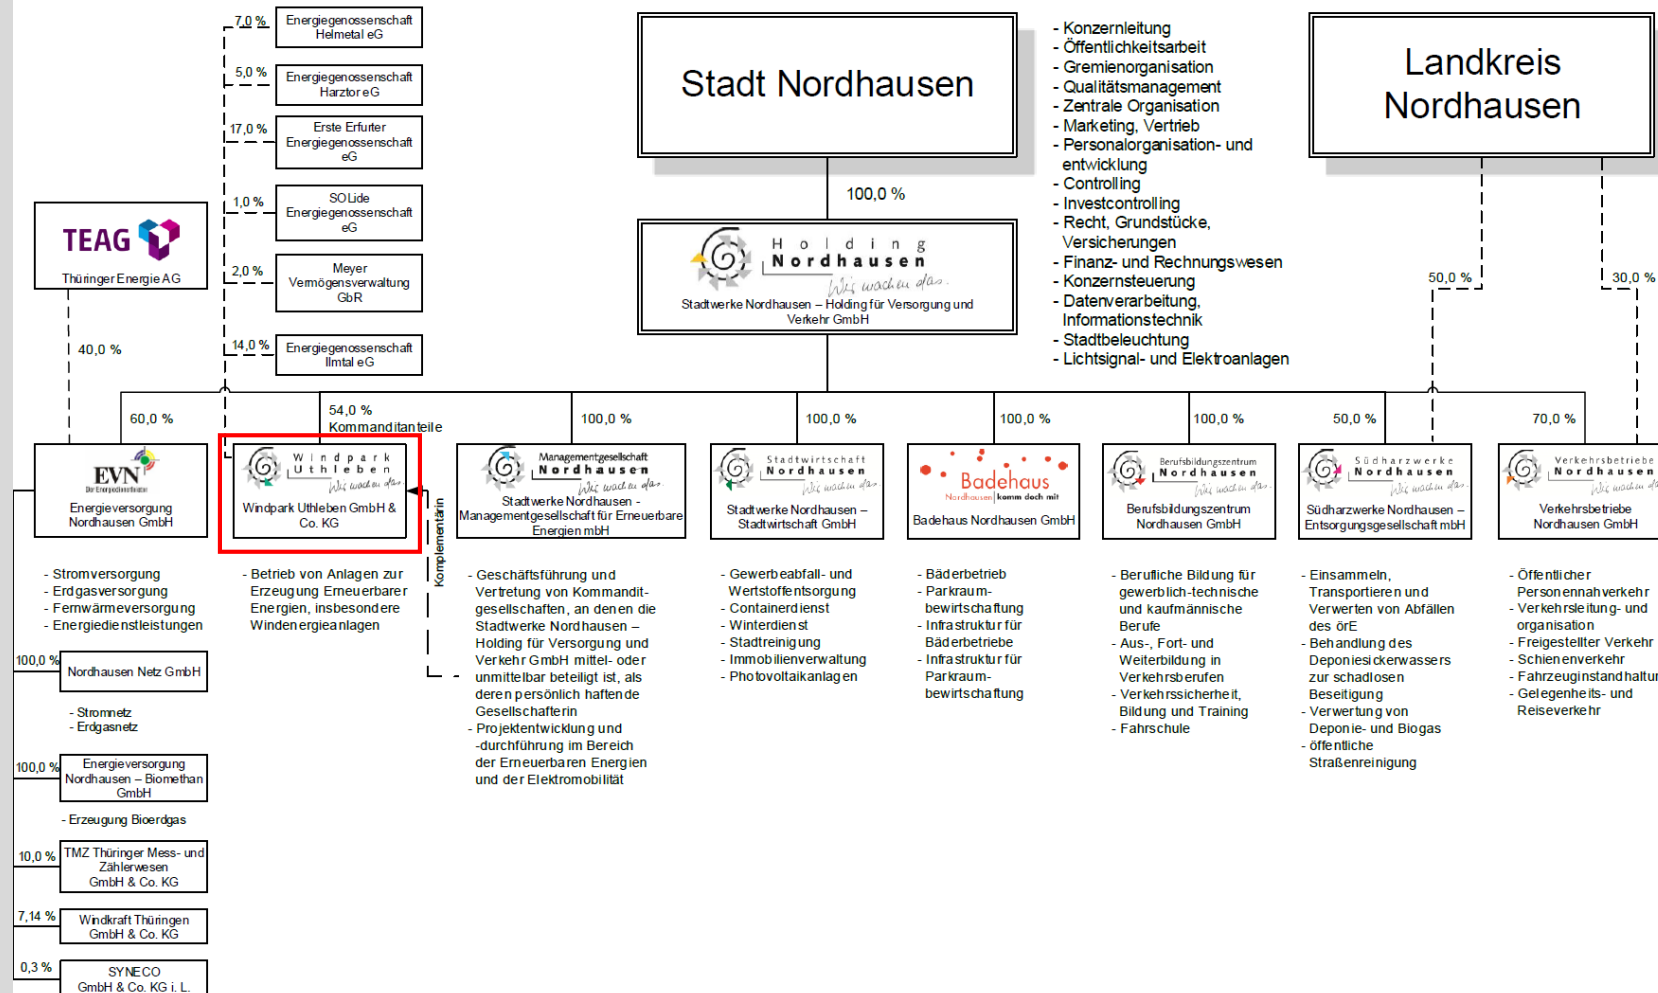 7,0 %
Energiegenossenschaft
Helmetal eG
5,0 %
Energiegenossenschaft
Harztor eG
17,0 %
Erste Erfurter
Energiegenossenschaft
eG
1,0 %
SOLide
Energiegenossenschaft
eG
2,0 %
Meyer
Vermögensverwaltung
GbR
14,0 %
Energiegenossenschaft
Ilmtal eG
TEAG
Thüringer Energie AG
40,0 %
Stadt Nordhausen
100,0 %
Holding
Nordhausen
Wir machen das.
Stadtwerke Nordhausen – Holding für Versorgung und
Verkehr GmbH
- Konzernleitung
- Öffentlichkeitsarbeit
- Gremienorganisation
- Qualitätsmanagement
- Zentrale Organisation
- Marketing, Vertrieb
- Personalorganisation- und
entwicklung
- Controlling
- Investcontrolling
- Recht, Grundstücke,
Versicherungen
- Finanz- und Rechnungswesen
- Konzernsteuerung
- Datenverarbeitung,
Informationstechnik
- Stadtbeleuchtung
- Lichtsignal- und Elektroanlagen
Landkreis
Nordhausen
50,0 %
30,0 %
60,0 %
EVN
Der Energiedienstleister
Energieversorgung
Nordhausen GmbH
- Stromversorgung
- Erdgasversorgung
- Fernwärmeversorgung
- Energiedienstleistungen
100,0 %
Nordhausen Netz GmbH
- Stromnetz
- Erdgasnetz
100,0 %
Energieversorgung
Nordhausen – Biomethan
GmbH
- Erzeugung Bioerdgas
10,0 %
TMZ Thüringer Mess- und
Zählerwesen
GmbH & Co. KG
7,14 %
Windkraft Thüringen
GmbH & Co. KG
0,3 %
SYNECO
GmbH & Co. KG i. L.
54,0 %
Kommanditanteile
Windpark
Uthleben
Wir machen das.
Windpark Uthleben GmbH &
Co. KG
- Betrieb von Anlagen zur
Erzeugung Erneuerbarer
Energien, insbesondere
Windenergieanlagen
Komplementärin
100,0 %
Managementgesellschaft
Nordhausen
Wir machen das.
Stadtwerke Nordhausen -
Managementgesellschaft für Erneuerbare
Energien mbH
- Geschäftsführung und
Vertretung von Kommandit-
gesellschaften, an denen die
Stadtwerke Nordhausen –
Holding für Versorgung und
Verkehr GmbH mittel- oder
unmittelbar beteiligt ist, als
deren persönlich haftende
Gesellschafterin
- Projektentwicklung und
-durchführung im Bereich
der Erneuerbaren Energien
und der Elektromobilität
100,0 %
Stadtwirtschaft
Nordhausen
Wir machen das.
Stadtwerke Nordhausen –
Stadtwirtschaft GmbH
- Gewerbeabfall- und
Wertstoffentsorgung
- Containerdienst
- Winterdienst
- Stadtreinigung
- Immobilienverwaltung
- Photovoltaikanlagen
100,0 %
Badehaus
Nordhausen komm doch mit
Badehaus Nordhausen GmbH
- Bäderbetrieb
- Parkraum-
bewirtschaftung
- Infrastruktur für
Bäderbetriebe
- Infrastruktur für
Parkraum-
bewirtschaftung
100,0 %
Berufsbildungszentrum
Nordhausen
Wir machen das.
Berufsbildungszentrum
Nordhausen GmbH
- Berufliche Bildung für
gewerblich-technische
und kaufmännische
Berufe
- Aus-, Fort- und
Weiterbildung in
Verkehrsberufen
- Verkehrssicherheit,
Bildung und Training
- Fahrschule
50,0 %
Südharzwerke
Nordhausen
Wir machen das.
Südharzwerke Nordhausen –
Entsorgungsgesellschaft mbH
- Einsammeln,
Transportieren und
Verwerten von Abfällen
des örE
- Behandlung des
Deponiesickerwassers
zur schadlosen
Beseitigung
- Verwertung von
Deponie- und Biogas
- öffentliche
Straßenreinigung
70,0 %
Verkehrsbetriebe
Nordhausen
Wir machen da
Verkehrsbetriebe
Nordhausen GmbH
- Öffentlicher
Personennahverkehr
- Verkehrsleitung- und
organisation
- Freigestellter Verkehr
- Schienenverkehr
- Fahrzeuginstandhaltun
- Gelegenheits- und
Reiseverkehr